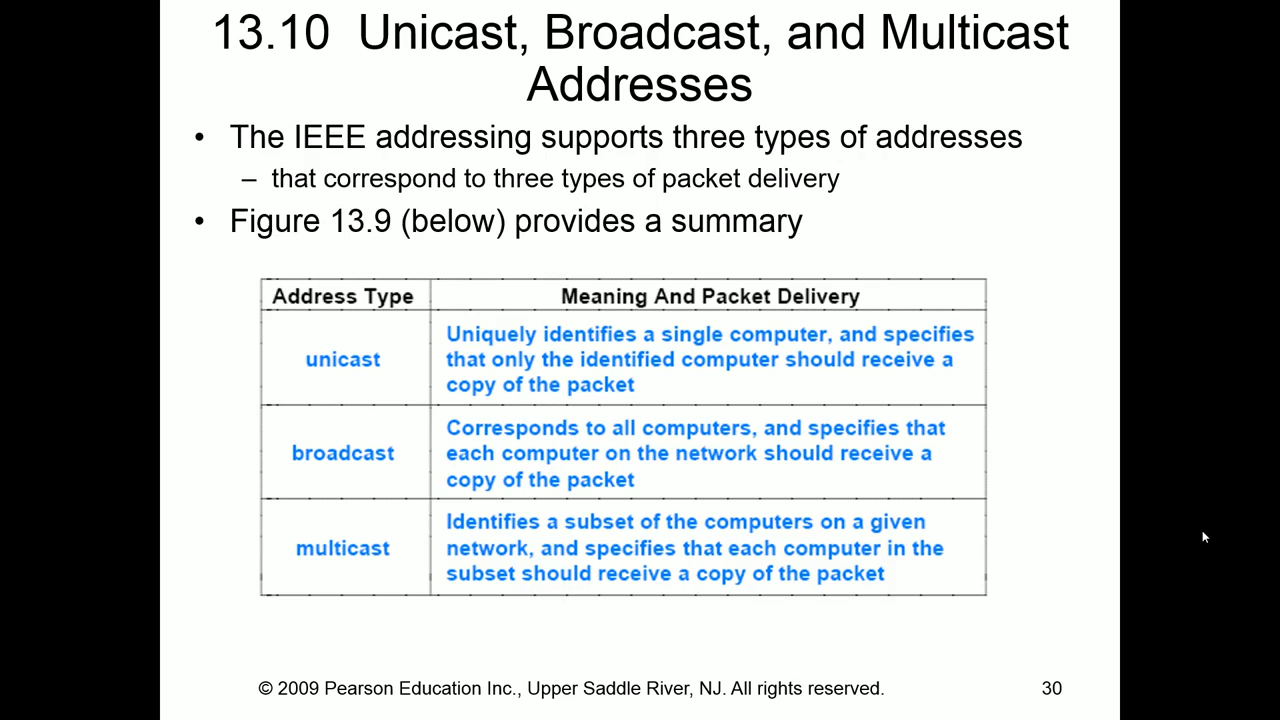 13.10 Unicast, Broadcast, and Multicast
Addresses
• The IEEE addressing supports three types of addresses
– that correspond to three types of packet delivery
• Figure 13.9 (below) provides a summary
Address Type
Meaning And Packet Delivery
unicast
Uniquely identifies a single computer, and specifies
that only the identified computer should receive a
copy of the packet
broadcast
Corresponds to all computers, and specifies that
each computer on the network should receive a
copy of the packet
multicast
Identifies a subset of the computers on a given
network, and specifies that each computer in the
subset should receive a copy of the packet
© 2009 Pearson Education Inc., Upper Saddle River, NJ. All rights reserved.
30